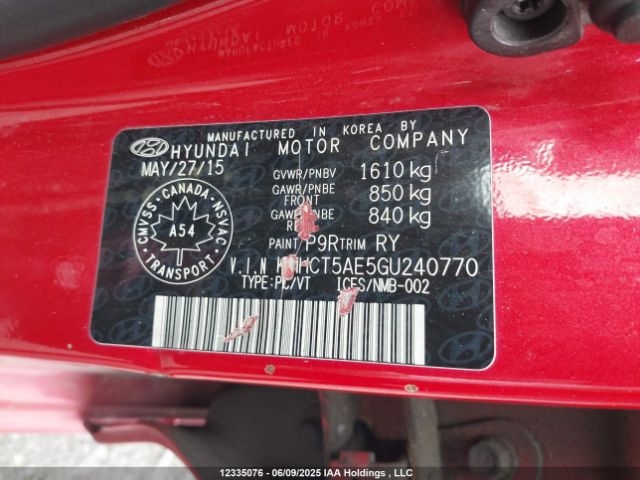 MANUFACTURED IN KOREA BY
HYUNDAI MOTOR COMPANY
MAY/27/15
GVWR/PNBV 1610 kg
GAWR/PNBE FRONT 850 kg
840 kg
CANADA
CMVSS NSVAC
A54
TRANSPORT
PAINT P9R TRIM RY
V.I.N HCT5AE5GU240770
TYPE:PC/VT ICES/NMB-002
12335076 - 06/09/2025 IAA Holdings , LLC